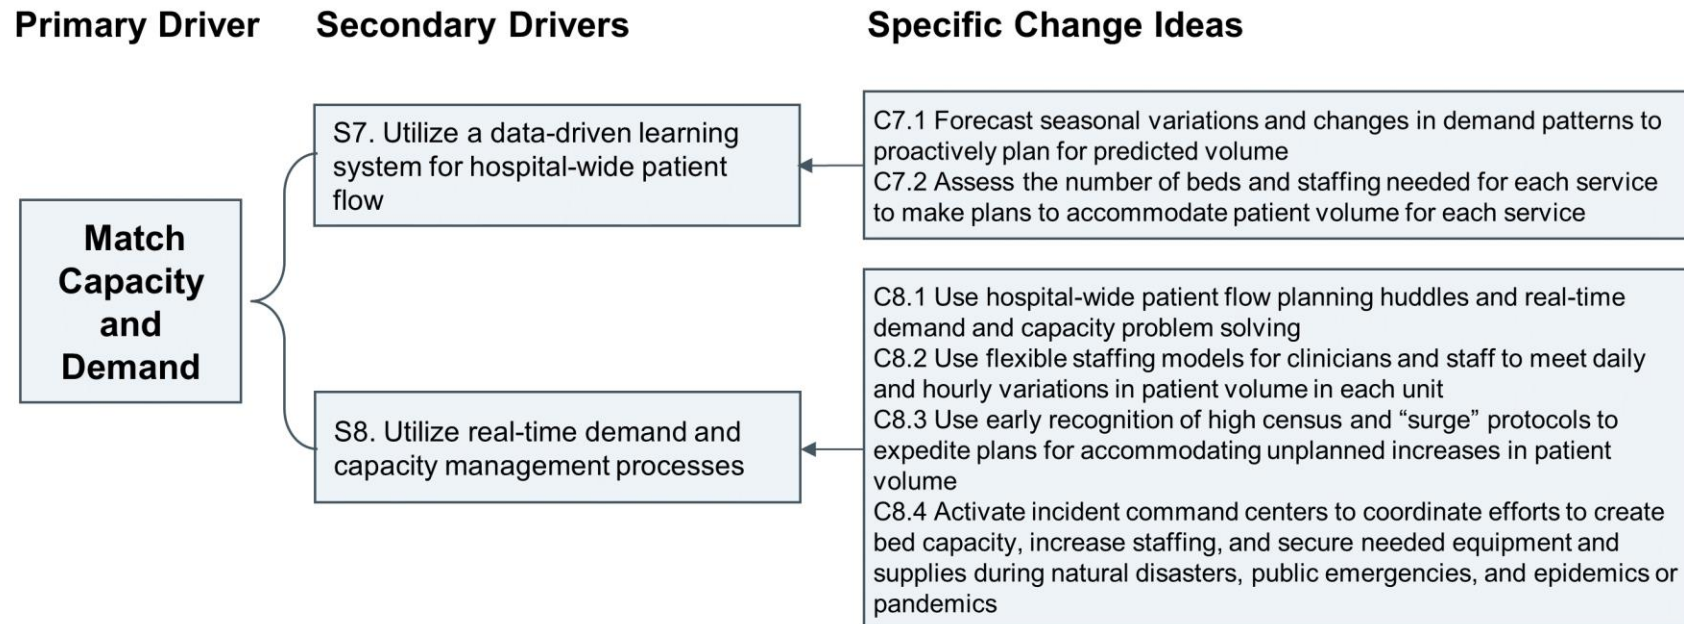 Primary Driver
Secondary Drivers
Specific Change Ideas
Match
Capacity
and
Demand
S7. Utilize a data-driven learning
system for hospital-wide patient
flow
C7.1 Forecast seasonal variations and changes in demand patterns to
proactively plan for predicted volume
C7.2 Assess the number of beds and staffing needed for each service
to make plans to accommodate patient volume for each service
S8. Utilize real-time demand and
capacity management processes
C8.1 Use hospital-wide patient flow planning huddles and real-time
demand and capacity problem solving
C8.2 Use flexible staffing models for clinicians and staff to meet daily
and hourly variations in patient volume in each unit
C8.3 Use early recognition of high census and “surge” protocols to
expedite plans for accommodating unplanned increases in patient
volume
C8.4 Activate incident command centers to coordinate efforts to create
bed capacity, increase staffing, and secure needed equipment and
supplies during natural disasters, public emergencies, and epidemics or
pandemics